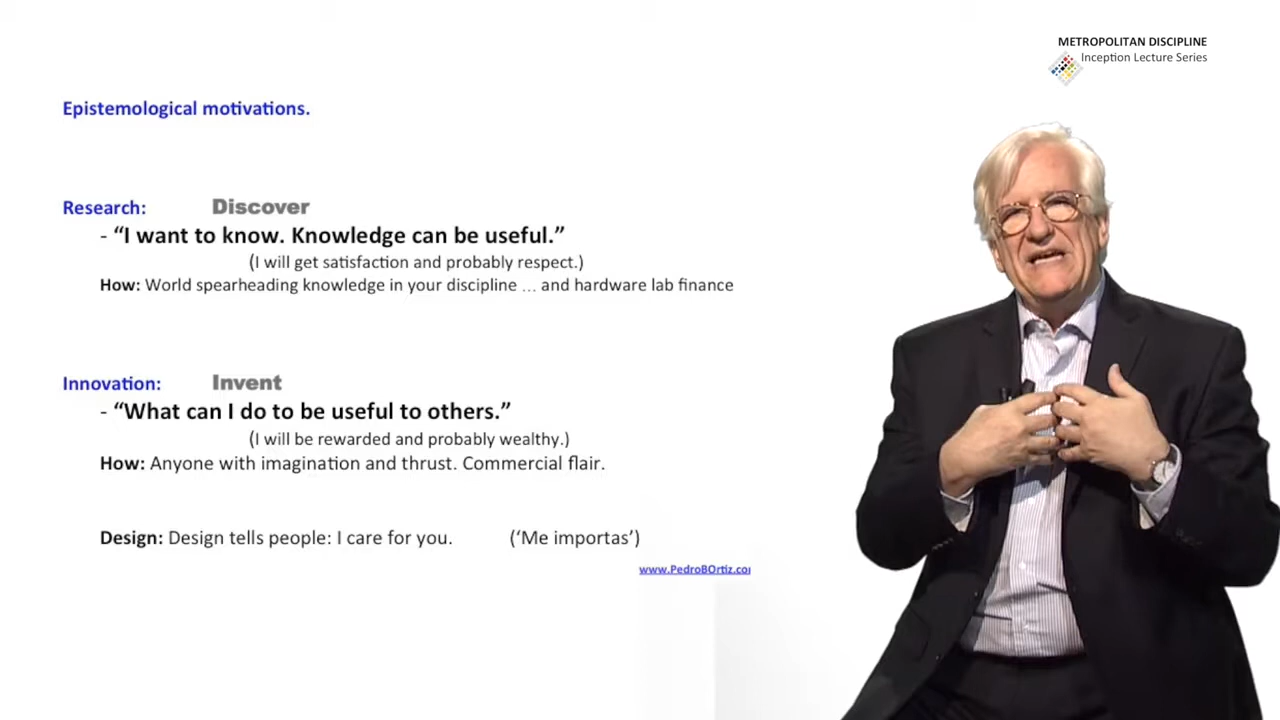 METROPOLITAN DISCIPLINE
Inception Lecture Series
Epistemological motivations.
Research: Discover
- “I want to know. Knowledge can be useful.”
(I will get satisfaction and probably respect.)
How: World spearheading knowledge in your discipline … and hardware lab finance
Innovation: Invent
- “What can I do to be useful to others.”
(I will be rewarded and probably wealthy.)
How: Anyone with imagination and thrust. Commercial flair.
Design: Design tells people: I care for you. (‘Me importas’)
www.PedroBOrtiz.co